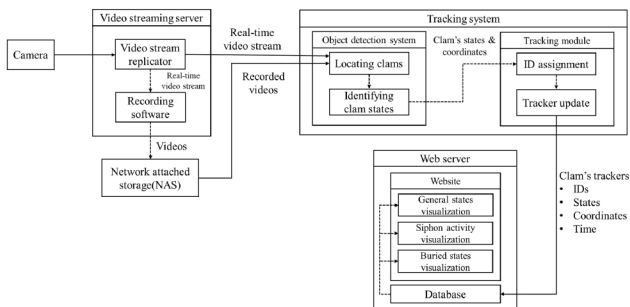 Video streaming server
Camera
Video stream
replicator
Real-time
video stream
Recording
software
Videos
Network attached
storage(NAS)
Real-time
video stream
Recorded
videos
Tracking system
Object detection system
Locating clams
Identifying
clam states
Clam's states &
coordinates
Tracking module
ID assignment
Tracker update
Clam's trackers
• IDs
• States
• Coordinates
• Time
Web server
Website
General states
visualization
Siphon activity
visualization
Buried states
visualization
Database